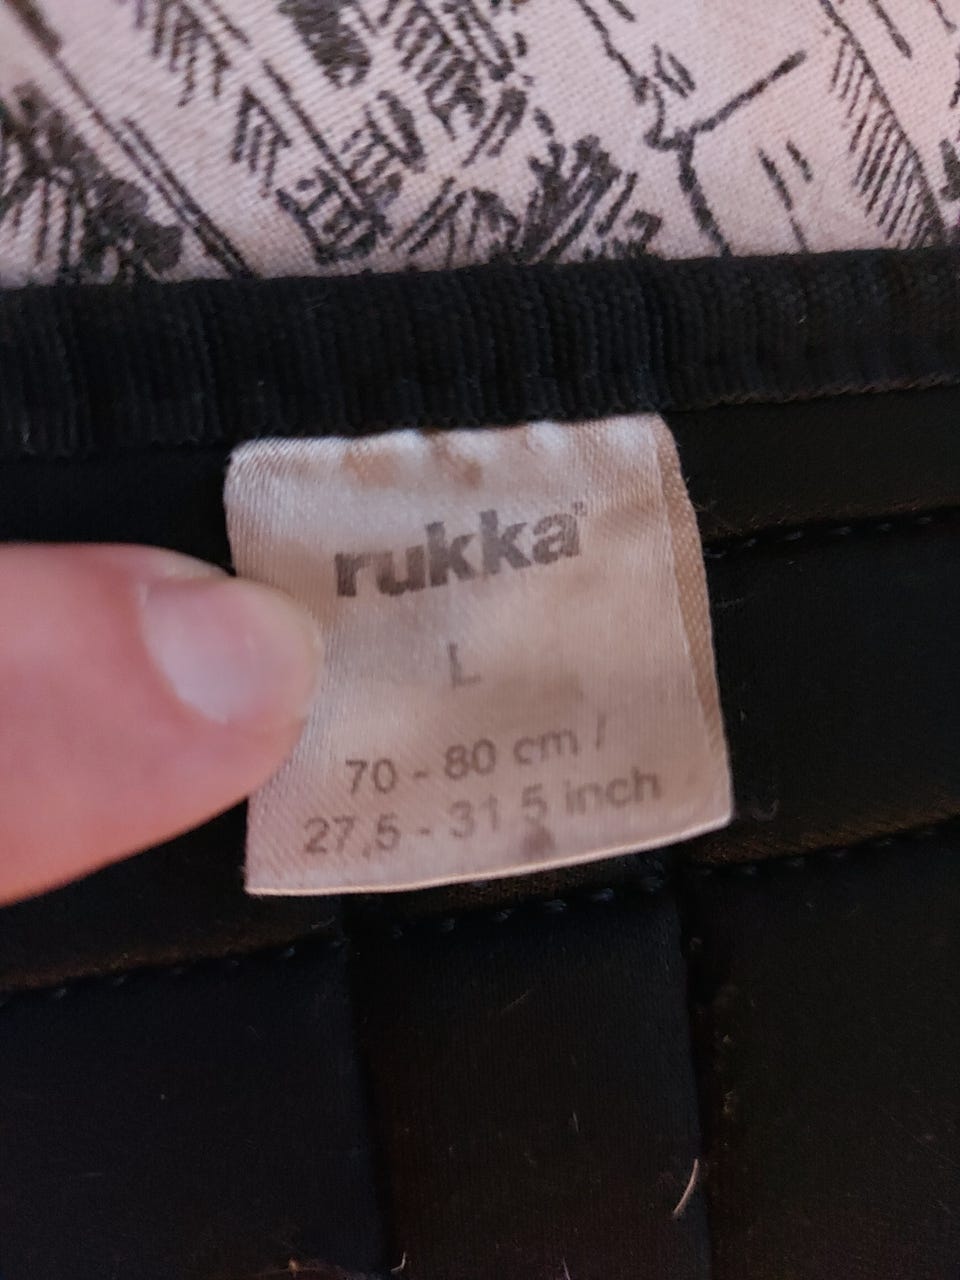 rukka
L
70 - 80 cm /
27,5 - 31,5 inch